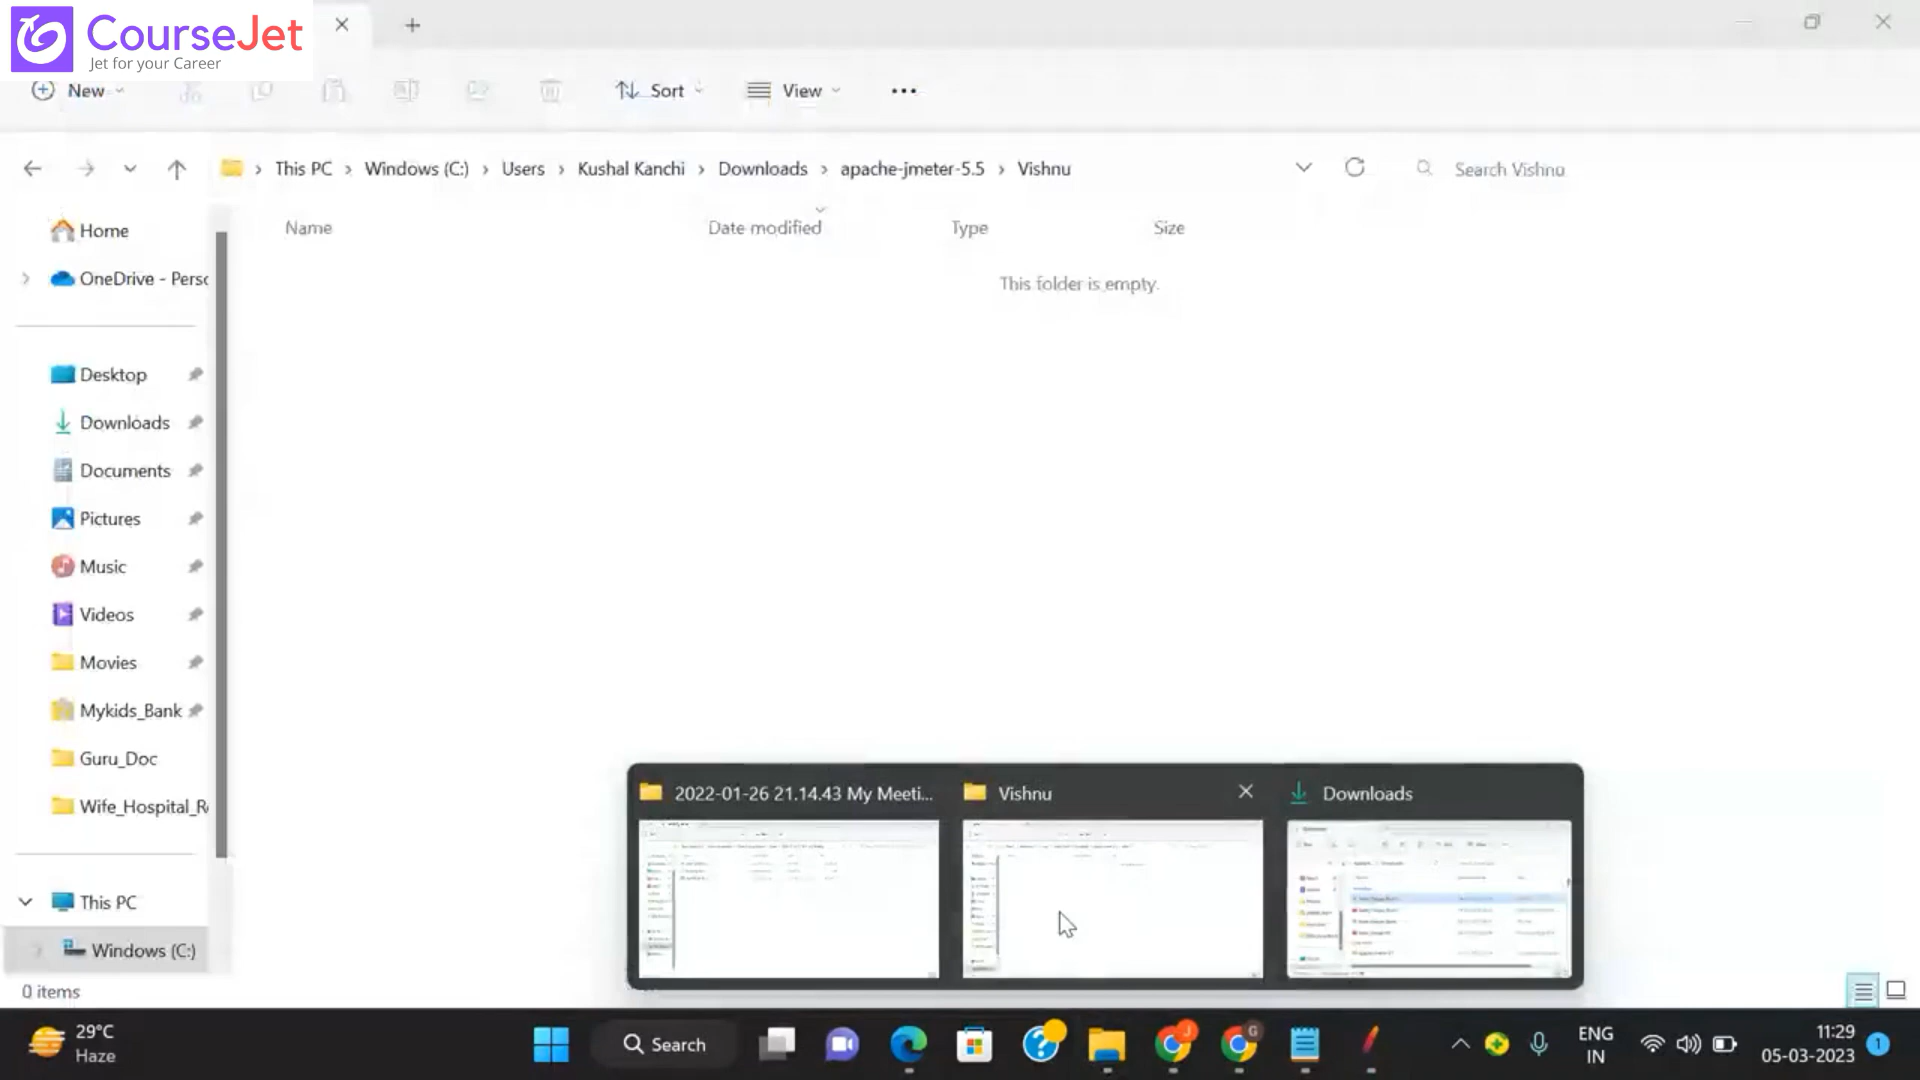 CourseJet
Jet for your Career
New
Sort
View
This PC > Windows (C:) > Users > Kushal Kanchi > Downloads > apache-jmeter-5.5 > Vishnu
Search Vishnu
Name
Date modified
Type
Size
This folder is empty.
Home
OneDrive - Perso
Desktop
Downloads
Documents
Pictures
Music
Videos
Movies
Mykids_Bank
Guru_Doc
Wife_Hospital_R
This PC
Windows (C:)
0 items
2022-01-26 21.14.43 My Meeti...
Vishnu
Downloads
29°C
Haze
Search
J
G
ENG
IN
11:29
05-03-2023
1